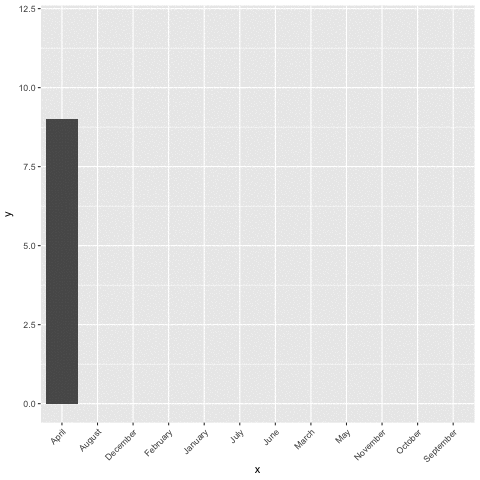 12.5
10.0
7.5
5.0
2.5
0.0
y
April
August
December
February
January
July
June
March
May
November
October
September
x